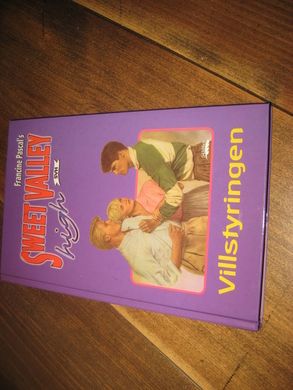 Francine Pascal's
SWEET VALLEY
high
Villstyringen